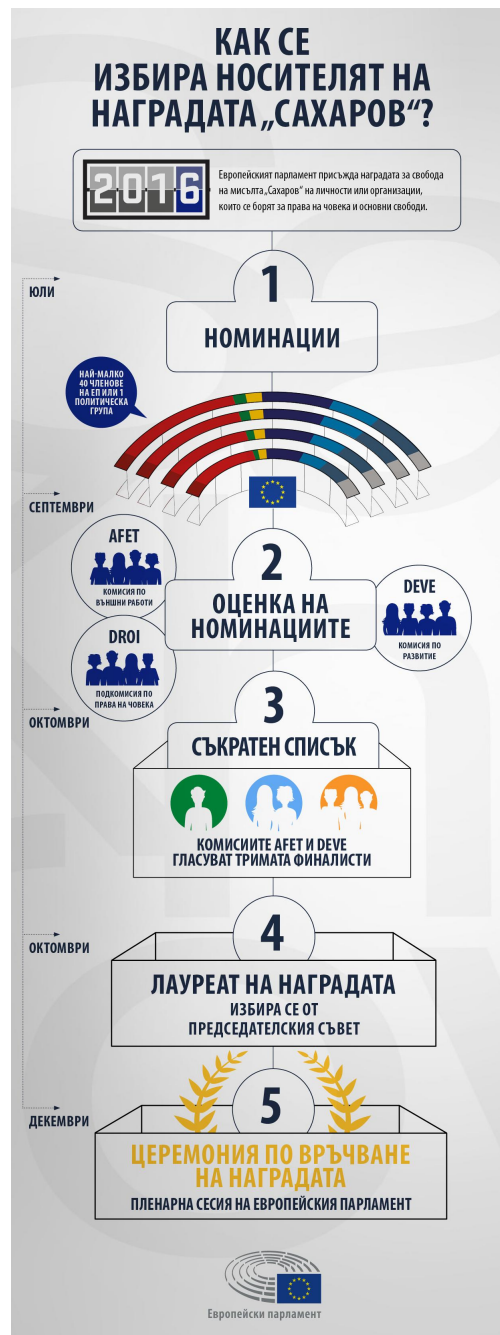 КАК СЕ
ИЗБИРА НОСИТЕЛЯТ НА
НАГРАДАТА „САХАРОВ“?
2016
Европейският парламент присъжда наградата за свобода
на мисълта „Сахаров“ на личности или организации,
които се борят за права на човека и основни свободи.
ЮЛИ
1
НОМИНАЦИИ
НАЙ-МАЛКО
40 ЧЛЕНОВЕ
НА ЕП ИЛИ 1
ПОЛИТИЧЕСКА
ГРУПА
СЕПТЕМВРИ
AFET
КОМИСИЯ ПО
ВЪНШНИ РАБОТИ
DROI
ПОДКОМИСИЯ ПО
ПРАВА НА ЧОВЕКА
2
ОЦЕНКА НА
НОМИНАЦИИТЕ
DEVE
КОМИСИЯ ПО
РАЗВИТИЕ
ОКТОМВРИ
3
СЪКРАТЕН СПИСЪК
КОМИСИИТЕ AFET И DEVE
ГЛАСУВАТ ТРИМАТА ФИНАЛИСТИ
ОКТОМВРИ
4
ЛАУРЕАТ НА НАГРАДАТА
ИЗБИРА СЕ ОТ
ПРЕДСЕДАТЕЛСКИЯ СЪВЕТ
ДЕКЕМВРИ
5
ЦЕРЕМОНИЯ ПО ВРЪЧВАНЕ
НА НАГРАДАТА
ПЛЕНАРНА СЕСИЯ НА ЕВРОПЕЙСКИЯ ПАРЛАМЕНТ
Европейски парламент